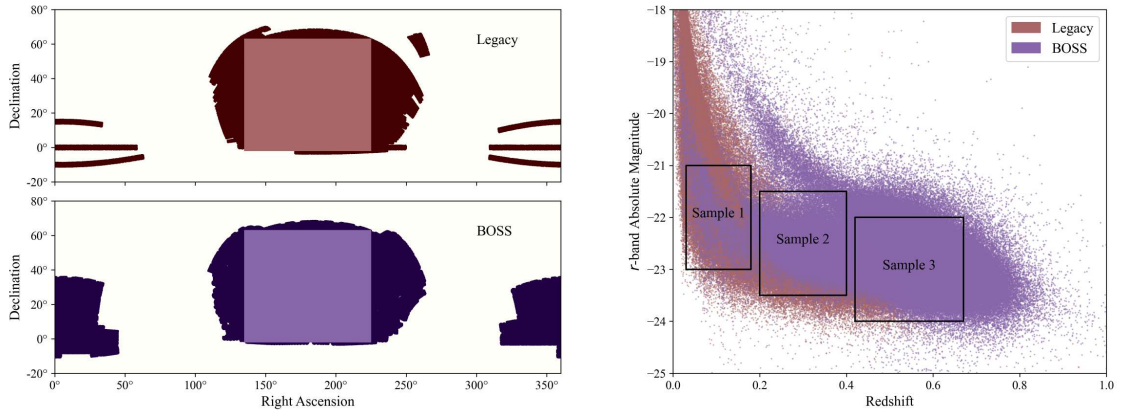 80°
60°
40°
20°
0°
-20°
Declination
Legacy
80°
60°
40°
20°
0°
-20°
Declination
BOSS
0°
50°
100°
150°
200°
250°
300°
350°
Right Ascension
-18
-19
-20
-21
-22
-23
-24
-25
r-band Absolute Magnitude
Legacy
BOSS
Sample 1
Sample 2
Sample 3
0.0
0.2
0.4
0.6
0.8
1.0
Redshift